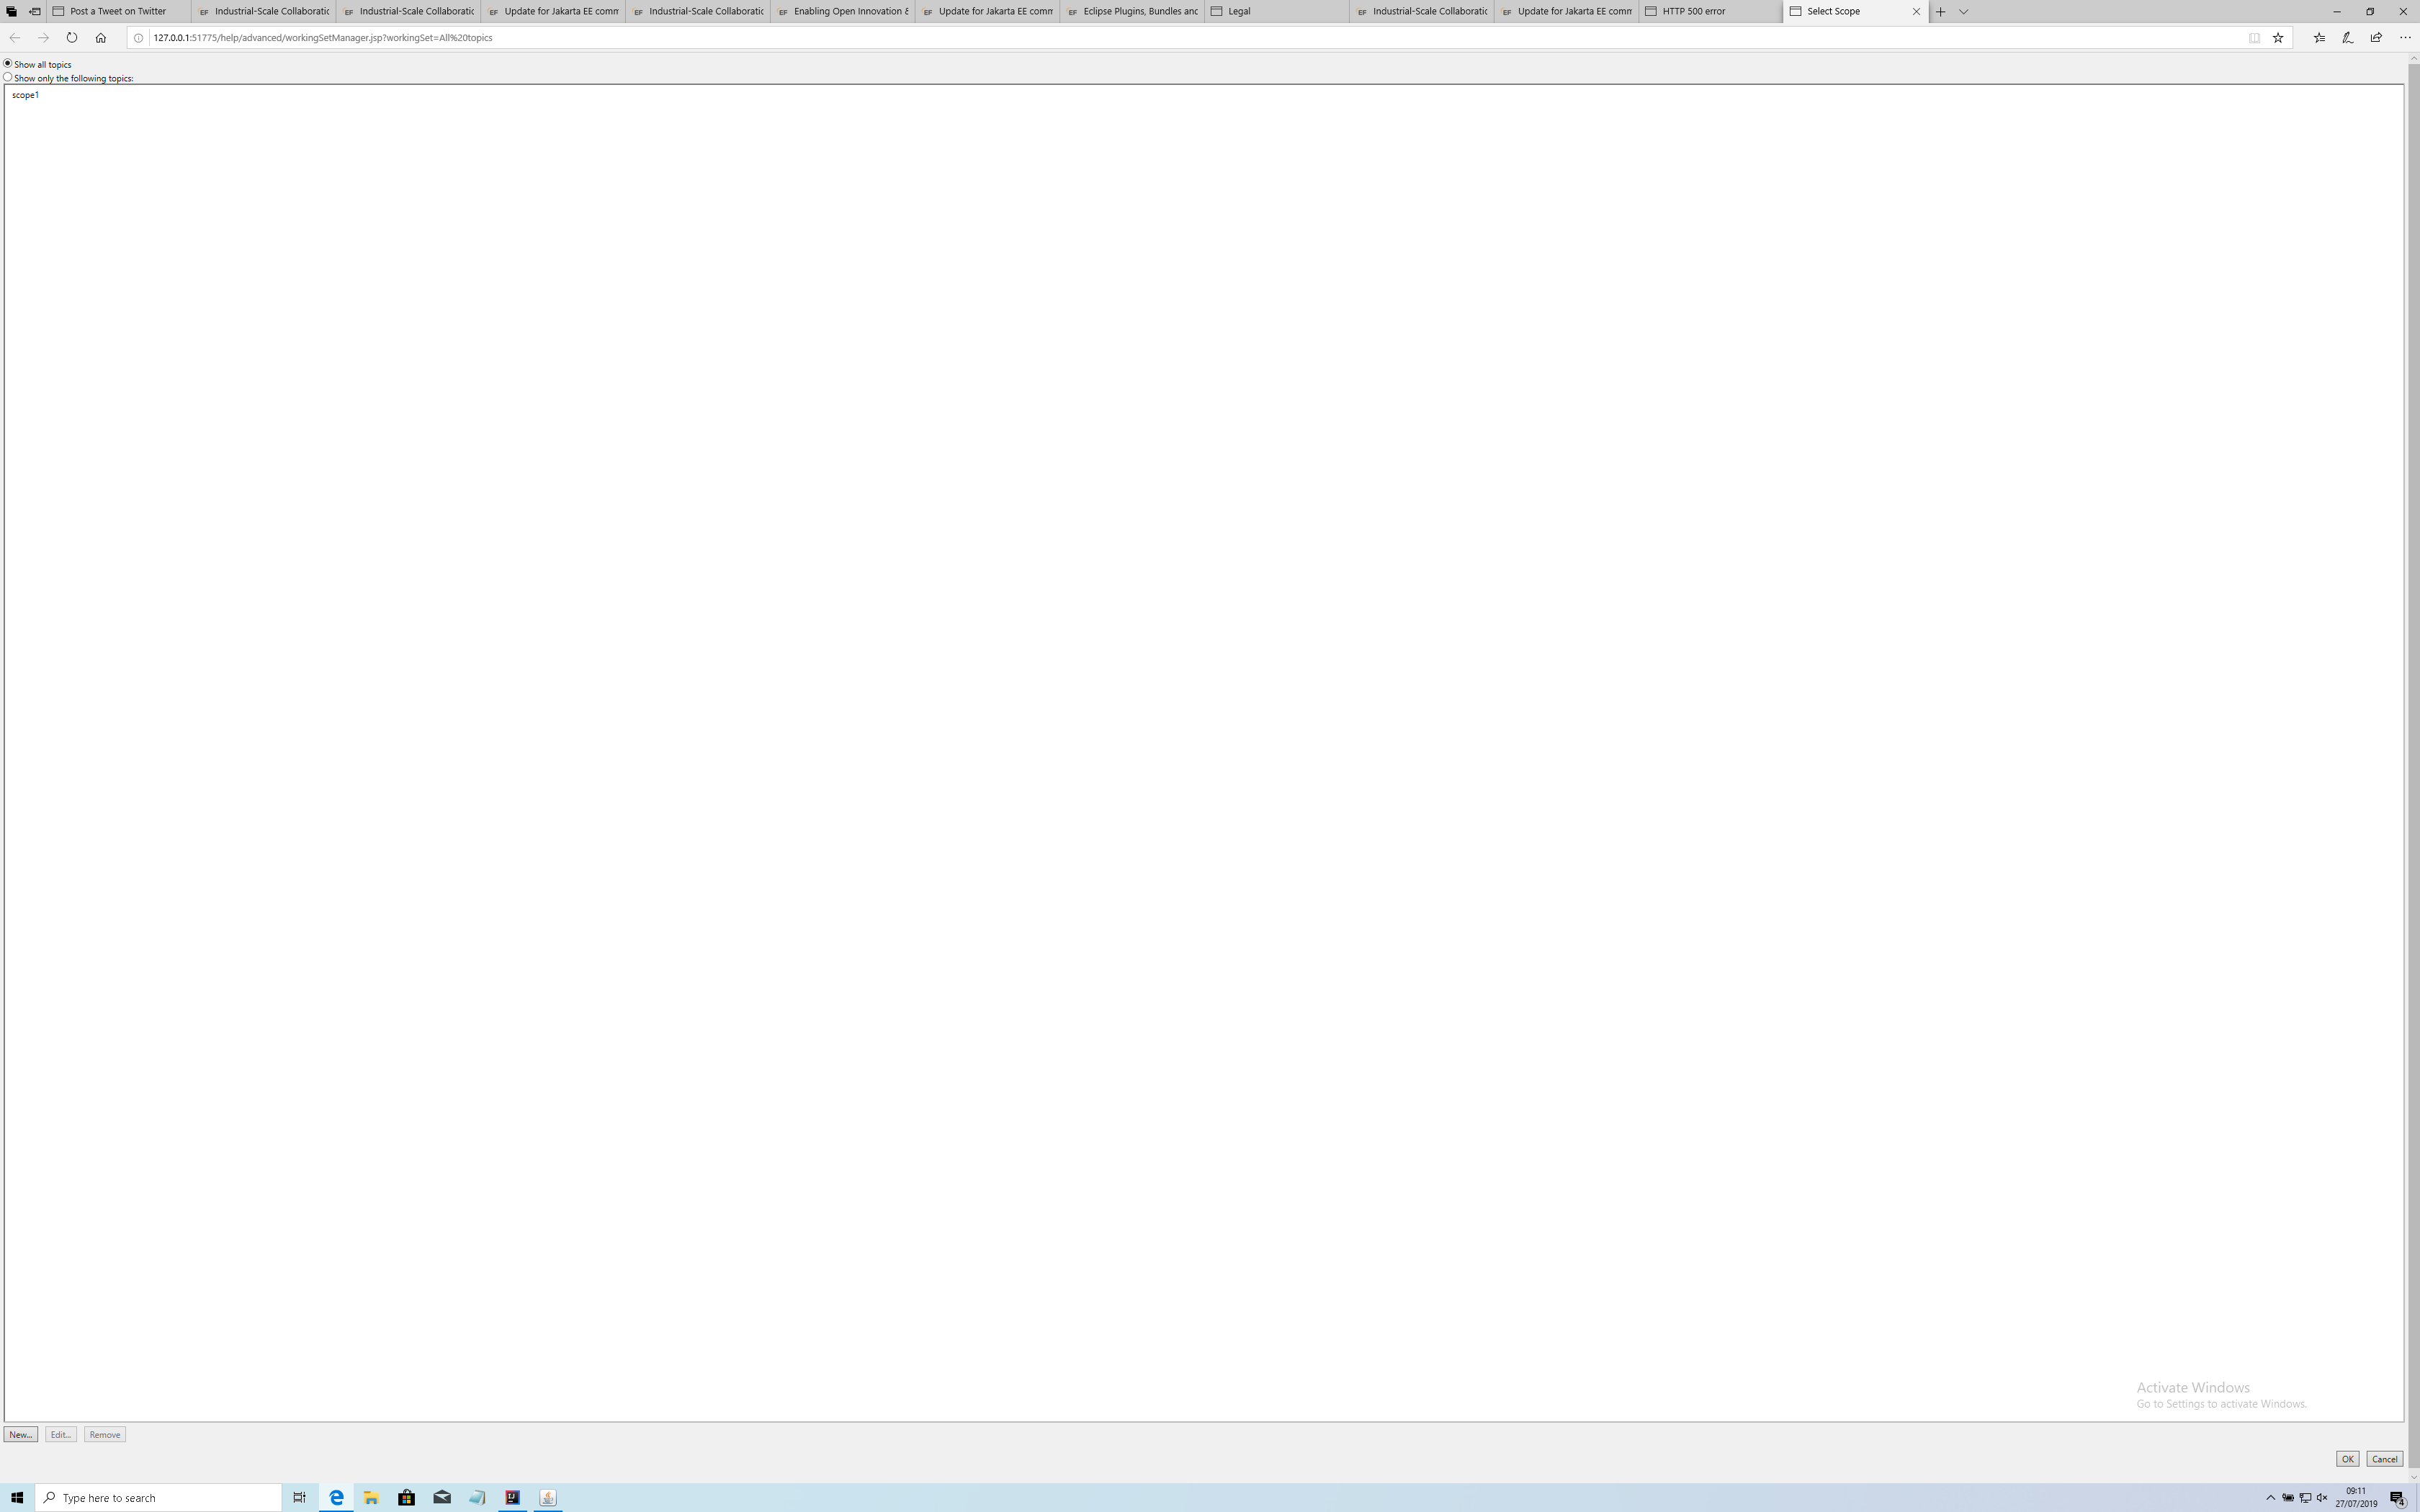 Post a Tweet on Twitter
EF Industrial-Scale Collaboratic
EF Industrial-Scale Collaboratic
EF Update for Jakarta EE comm
EF Industrial-Scale Collaboratic
EF Enabling Open Innovation &
EF Update for Jakarta EE comm
EF Eclipse Plugins, Bundles anc
Legal
EF Industrial-Scale Collaboratic
EF Update for Jakarta EE comm
HTTP 500 error
Select Scope
127.0.0.1:51775/help/advanced/workingSetManager.jsp?workingSet=All%20topics
Show all topics
Show only the following topics:
scope1
Activate Windows
Go to Settings to activate Windows.
New...
Edit...
Remove
OK
Cancel
Type here to search
09:11
27/07/2019
4